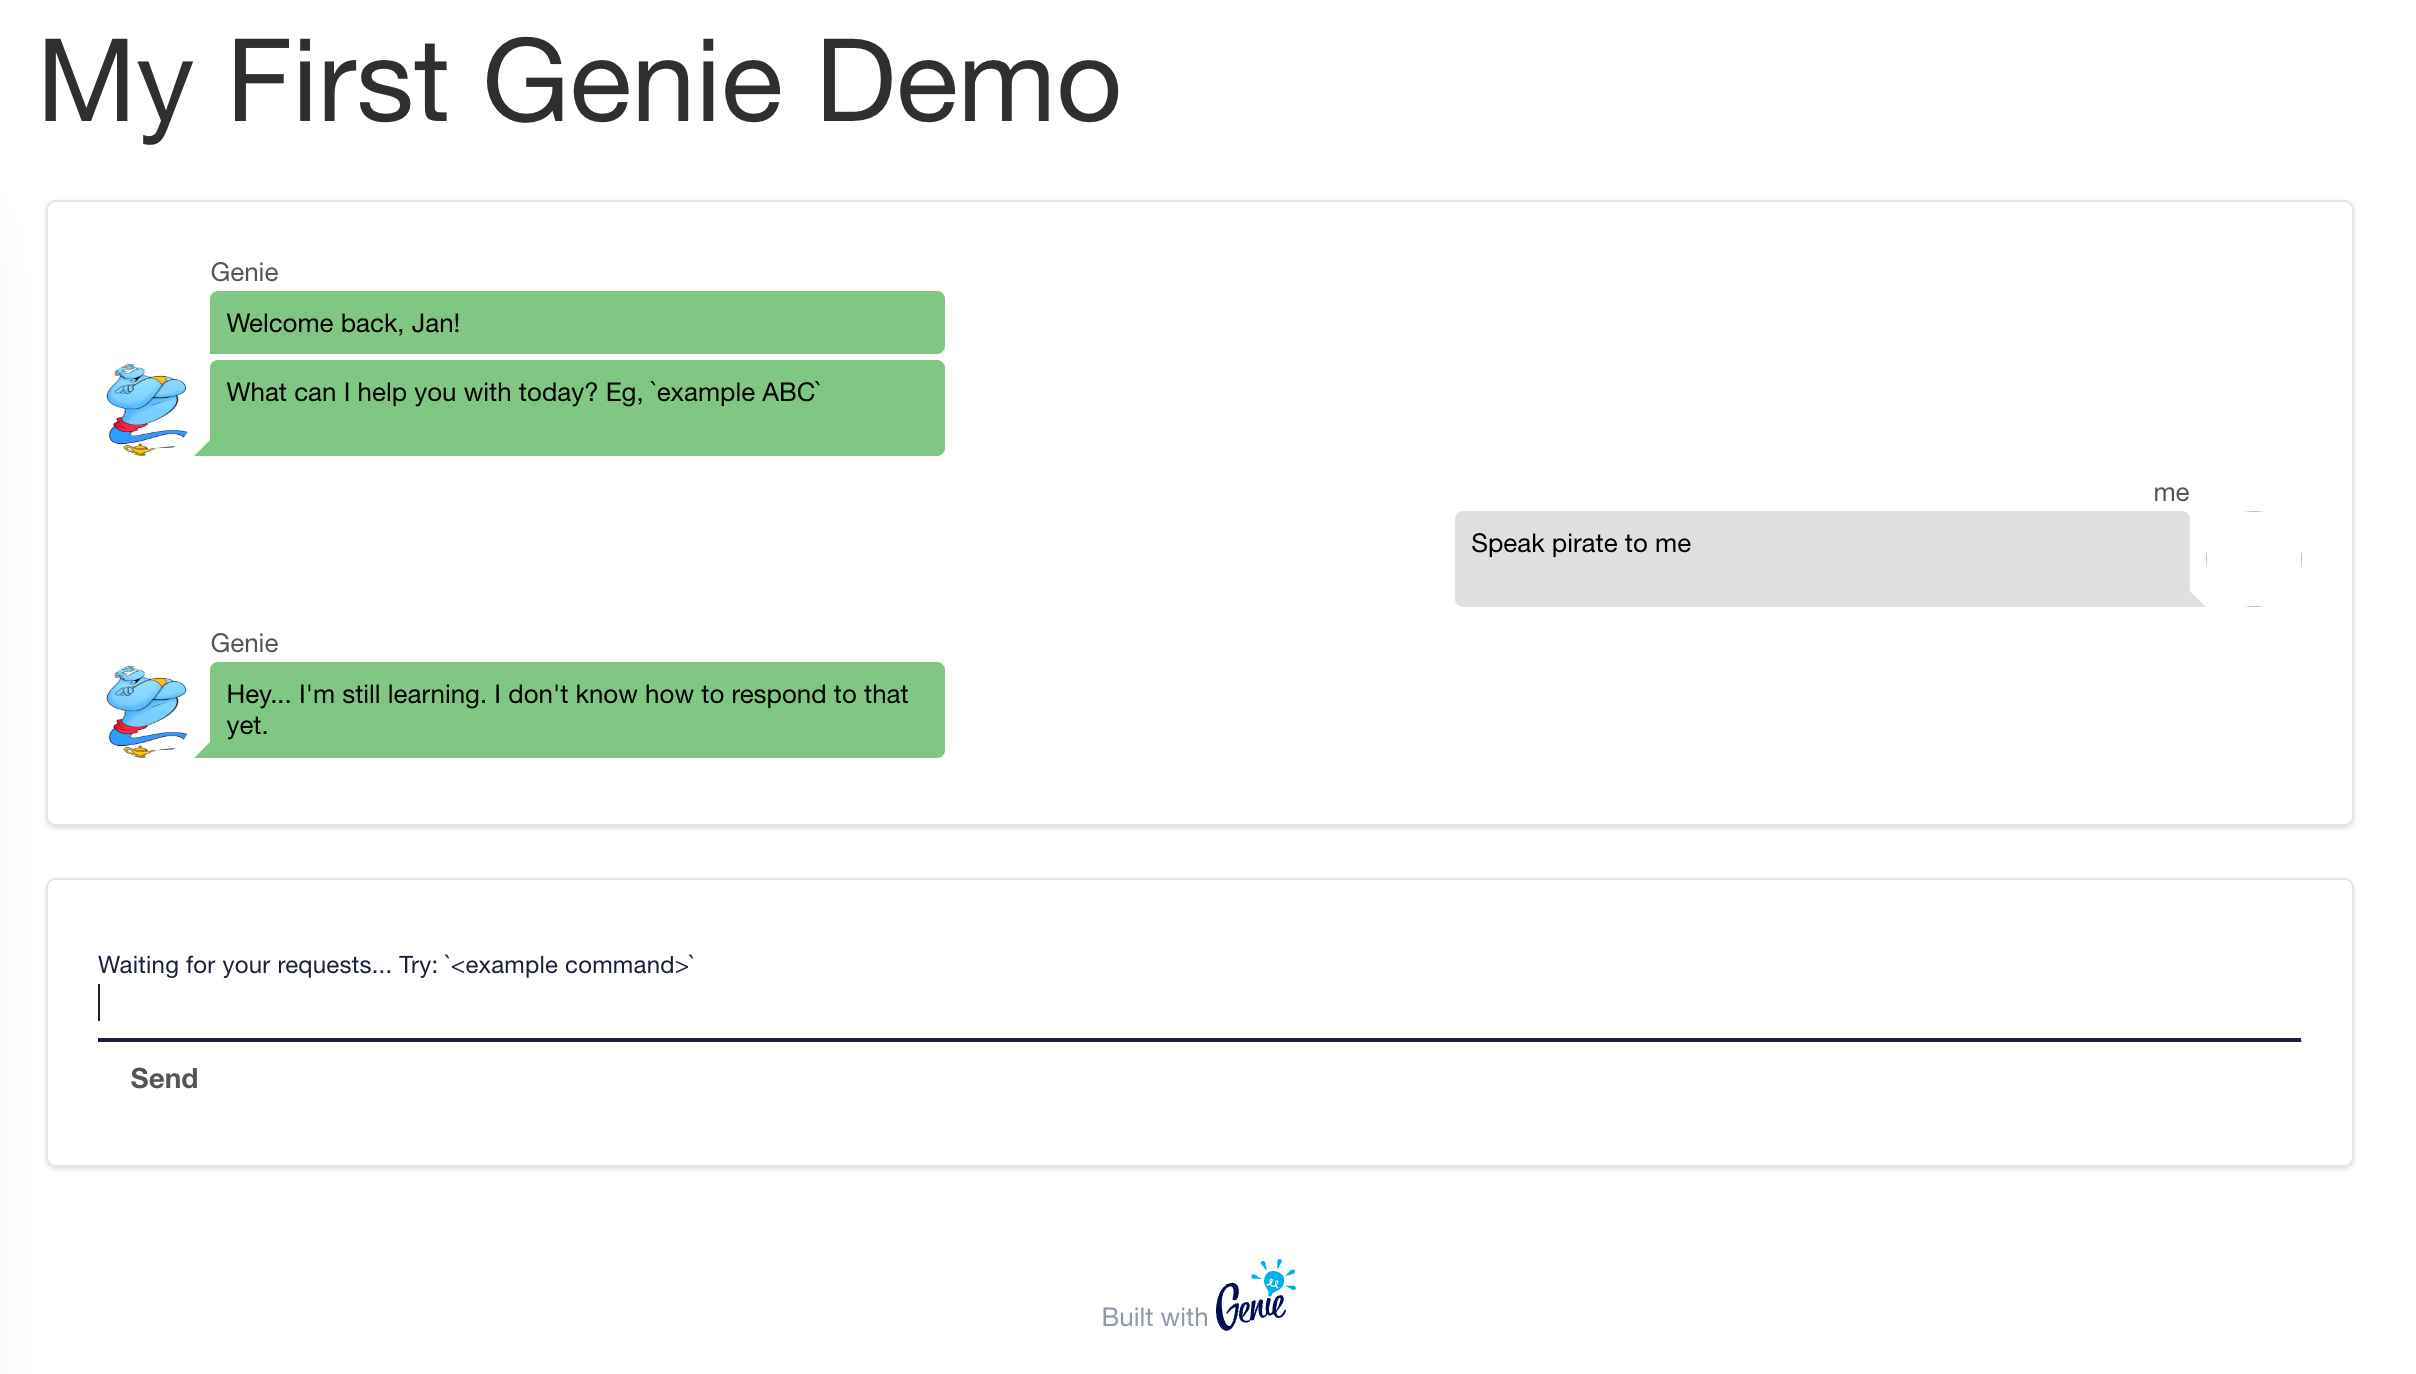 My First Genie Demo
Genie
Welcome back, Jan!
What can I help you with today? Eg, `example ABC`
me
Speak pirate to me
Genie
Hey... I'm still learning. I don't know how to respond to that
yet.
Waiting for your requests... Try: `<example command>`
Send
Built with Genie